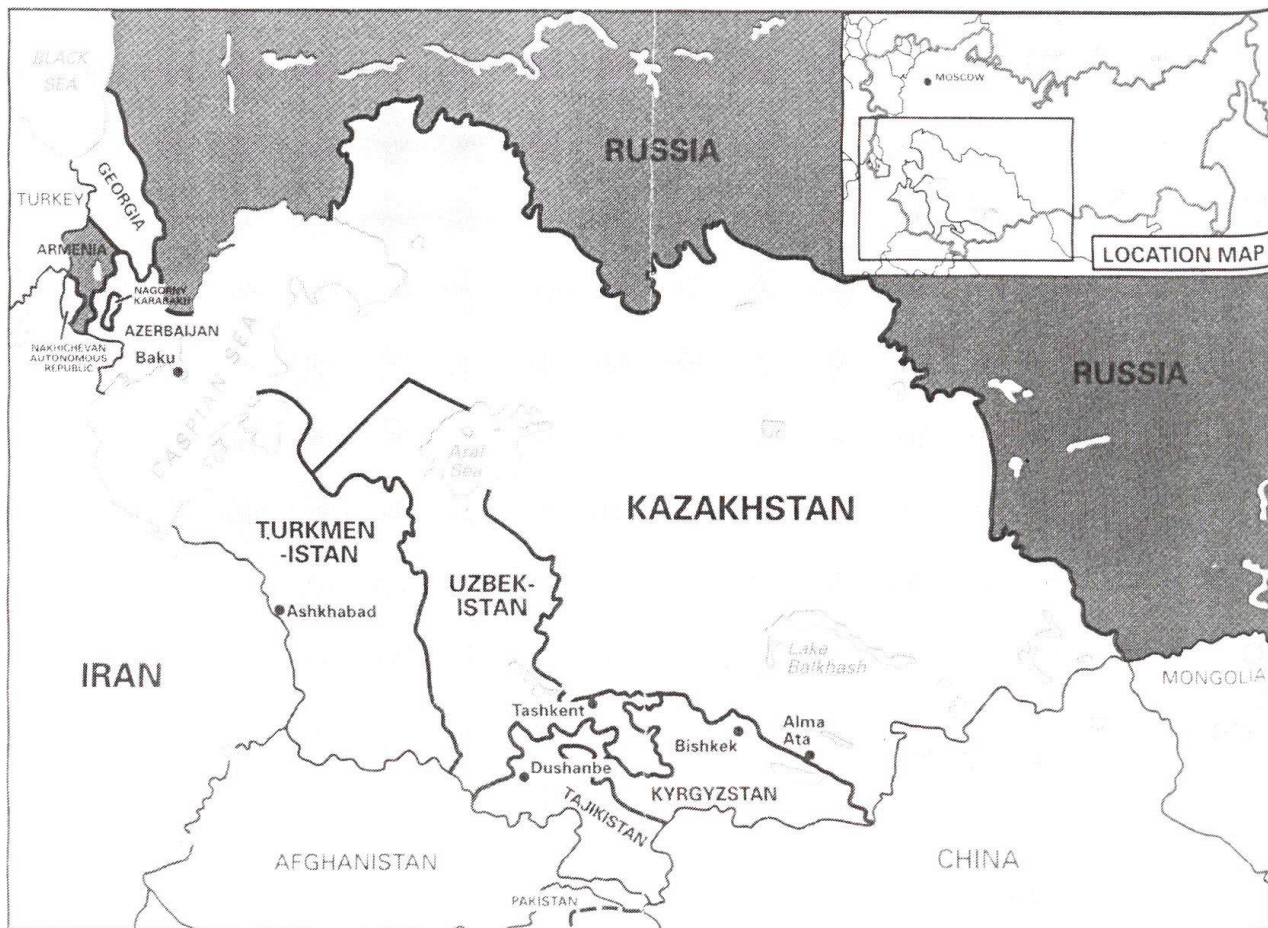 BLACK
SEA
MOSCOW
RUSSIA
GEORGIA
TURKEY
ARMENIA
LOCATION MAP
NAGORNY
KARABAKH
AZERBAIJAN
NAKHICHEVAN
AUTONOMOUS
REPUBLIC
Baku
RUSSIA
CASPIAN SEA
Aral
Sea
KAZAKHSTAN
TURKMEN
-ISTAN
UZBEK-
ISTAN
Ashkhabad
IRAN
Lake
Balkhash
MONGOLIA
Tashkent
Alma
Ata
Bishkek
Dushanbe
KYRGYZSTAN
TAJIKISTAN
AFGHANISTAN
CHINA
PAKISTAN